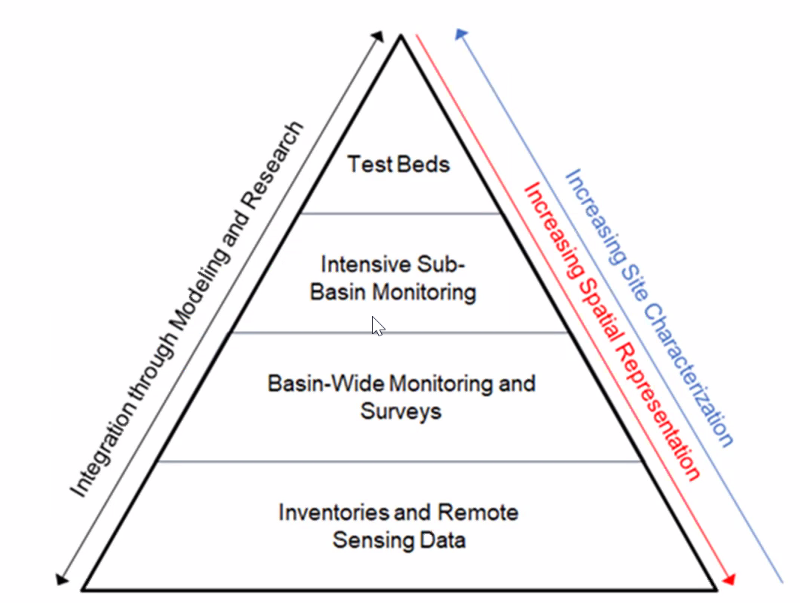 Test Beds
Intensive Sub-
Basin Monitoring
Basin-Wide Monitoring and
Surveys
Inventories and Remote
Sensing Data
Integration through Modeling and Research
Increasing Spatial Representation
Increasing Site Characterization